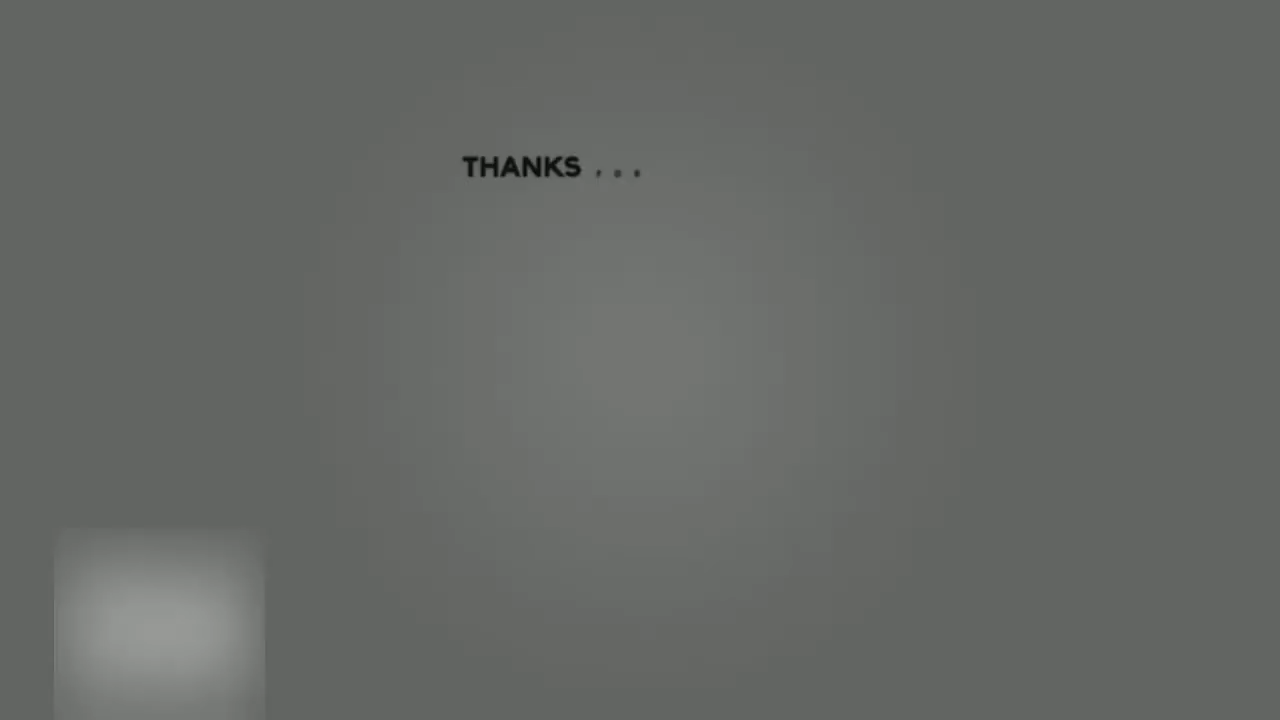 THANKS . . .